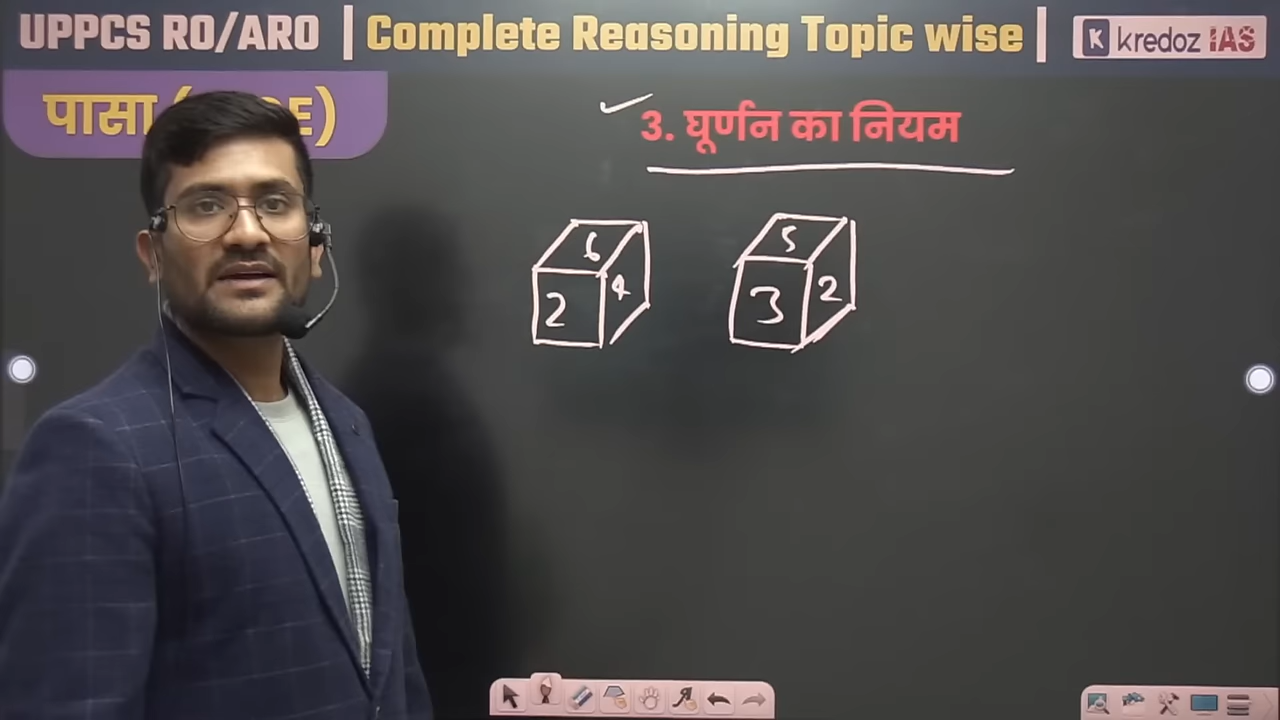 UPPCS RO/ARO | Complete Reasoning Topic wise | K kredoz IAS
पासा (
E)
3. घूर्णन का नियम
6
2 4
5
3 2